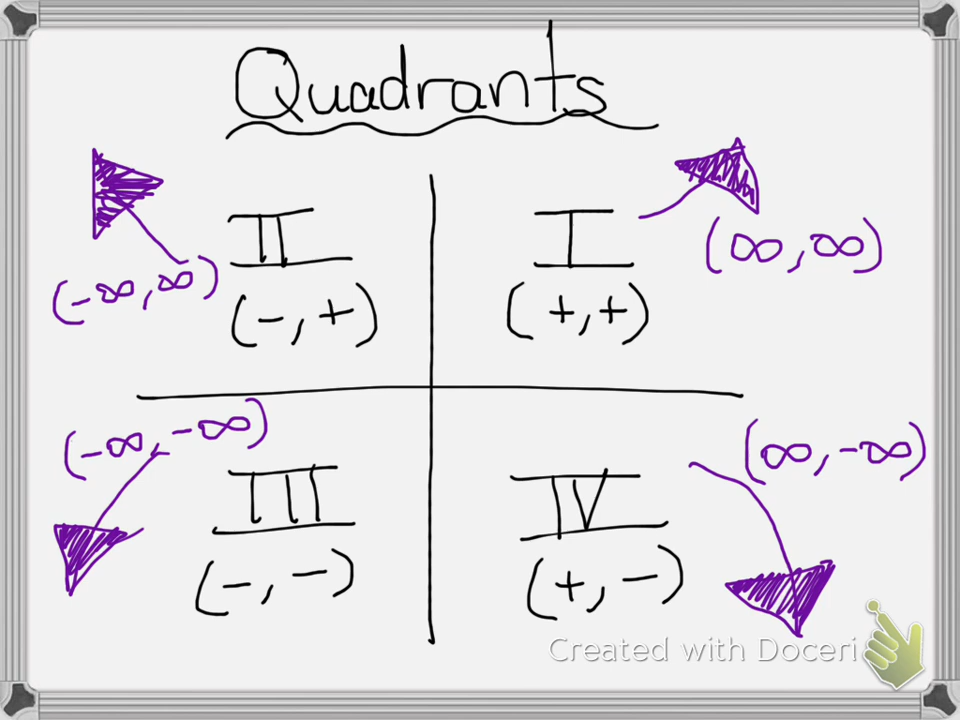 Quadrants
II
I
(-∞, ∞)
(∞, ∞)
(-, +)
(+, +)
(-∞, -∞)
(∞, -∞)
III
IV
(-, -)
(+, -)
Created with Doceri